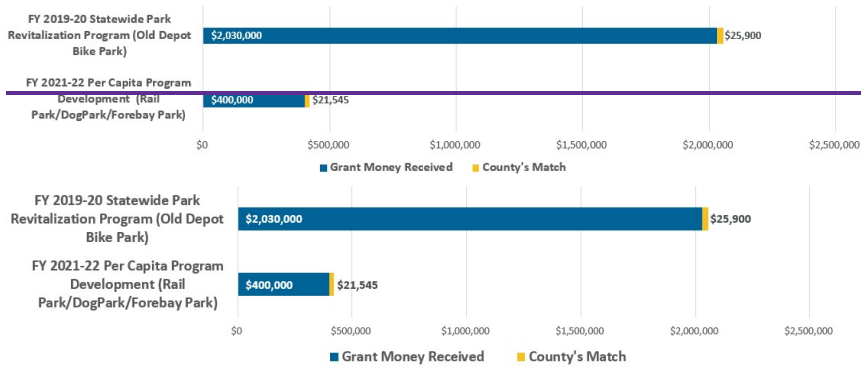 FY 2019-20 Statewide Park
Revitalization Program (Old Depot
Bike Park)
$2,030,000
$25,900
FY 2021-22 Per Capita Program
Development (Rail
Park/DogPark/Forebay Park)
$400,000
$21,545
$0 $500,000 $1,000,000 $1,500,000 $2,000,000 $2,500,000
Grant Money Received County's Match
FY 2019-20 Statewide Park
Revitalization Program (Old Depot
Bike Park)
$2,030,000
$25,900
FY 2021-22 Per Capita Program
Development (Rail
Park/DogPark/Forebay Park)
$400,000
$21,545
$0 $500,000 $1,000,000 $1,500,000 $2,000,000 $2,500,000
Grant Money Received County's Match